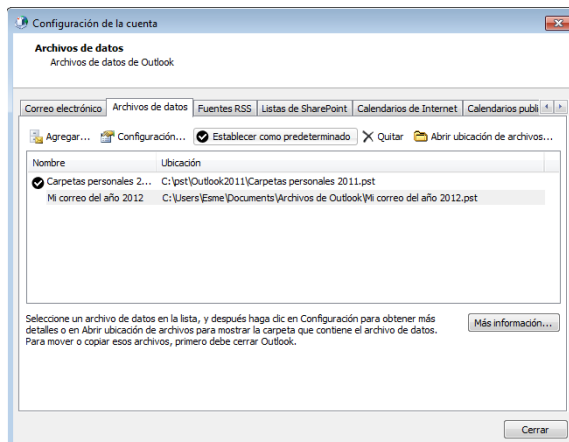 Configuración de la cuenta
Archivos de datos
Archivos de datos de Outlook
Correo electrónico Archivos de datos Fuentes RSS Listas de SharePoint Calendarios de Internet Calendarios publi
Agregar... Configuración... Establecer como predeterminado Quitar Abrir ubicación de archivos...
Nombre Ubicación
Carpetas personales 2... C:\pst\Outlook2011\Carpetas personales 2011.pst
Mi correo del año 2012 C:\Users\Esme\Documents\Archivos de Outlook\Mi correo del año 2012.pst
Seleccione un archivo de datos en la lista, y después haga clic en Configuración para obtener más
detalles o en Abrir ubicación de archivos para mostrar la carpeta que contiene el archivo de datos.
Para mover o copiar esos archivos, primero debe cerrar Outlook.
Más información...
Cerrar